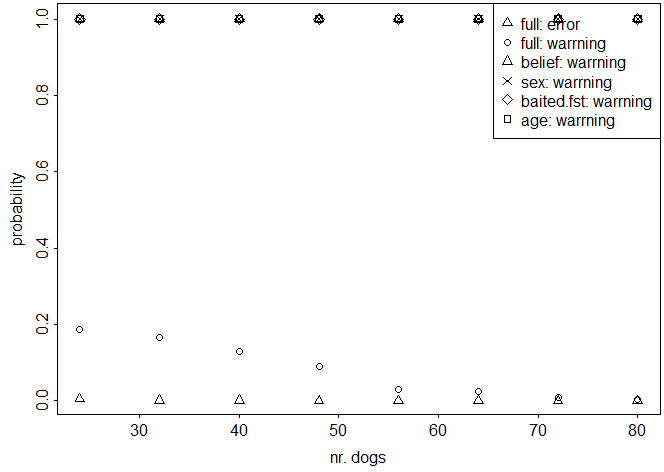 full: error
full: warrning
belief: warrning
sex: warrning
baited.fst: warrning
age: warrning
1.0
0.8
0.6
0.4
0.2
0.0
probability
30 40 50 60 70 80
nr. dogs